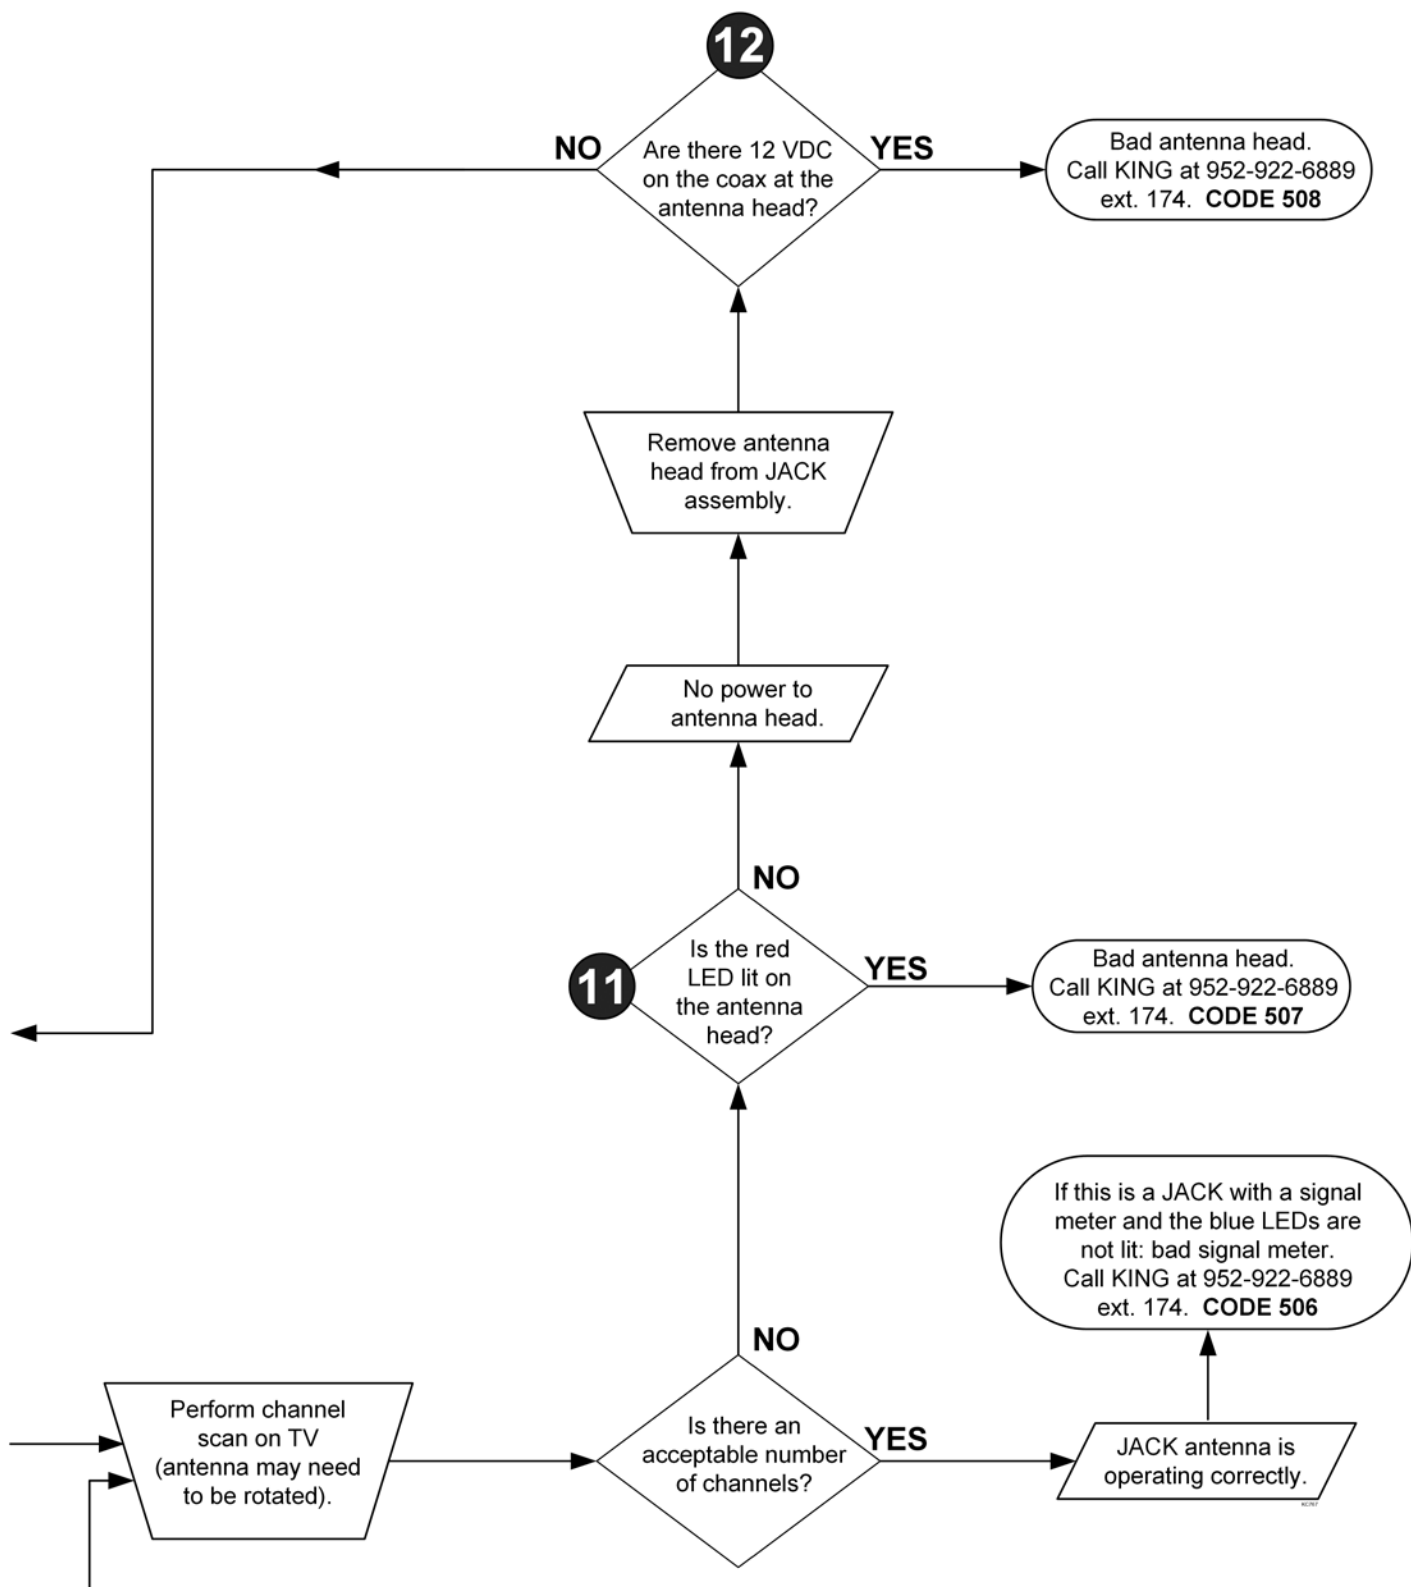 12
NO
YES
Are there 12 VDC
on the coax at the
antenna head?
Bad antenna head.
Call KING at 952-922-6889
ext. 174. CODE 508
Remove antenna
head from JACK
assembly.
No power to
antenna head.
NO
11
Is the red
LED lit on
the antenna
head?
YES
Bad antenna head.
Call KING at 952-922-6889
ext. 174. CODE 507
If this is a JACK with a signal
meter and the blue LEDs are
not lit: bad signal meter.
Call KING at 952-922-6889
ext. 174. CODE 506
NO
Perform channel
scan on TV
(antenna may need
to be rotated).
Is there an
acceptable number
of channels?
YES
JACK antenna is
operating correctly.
KC767